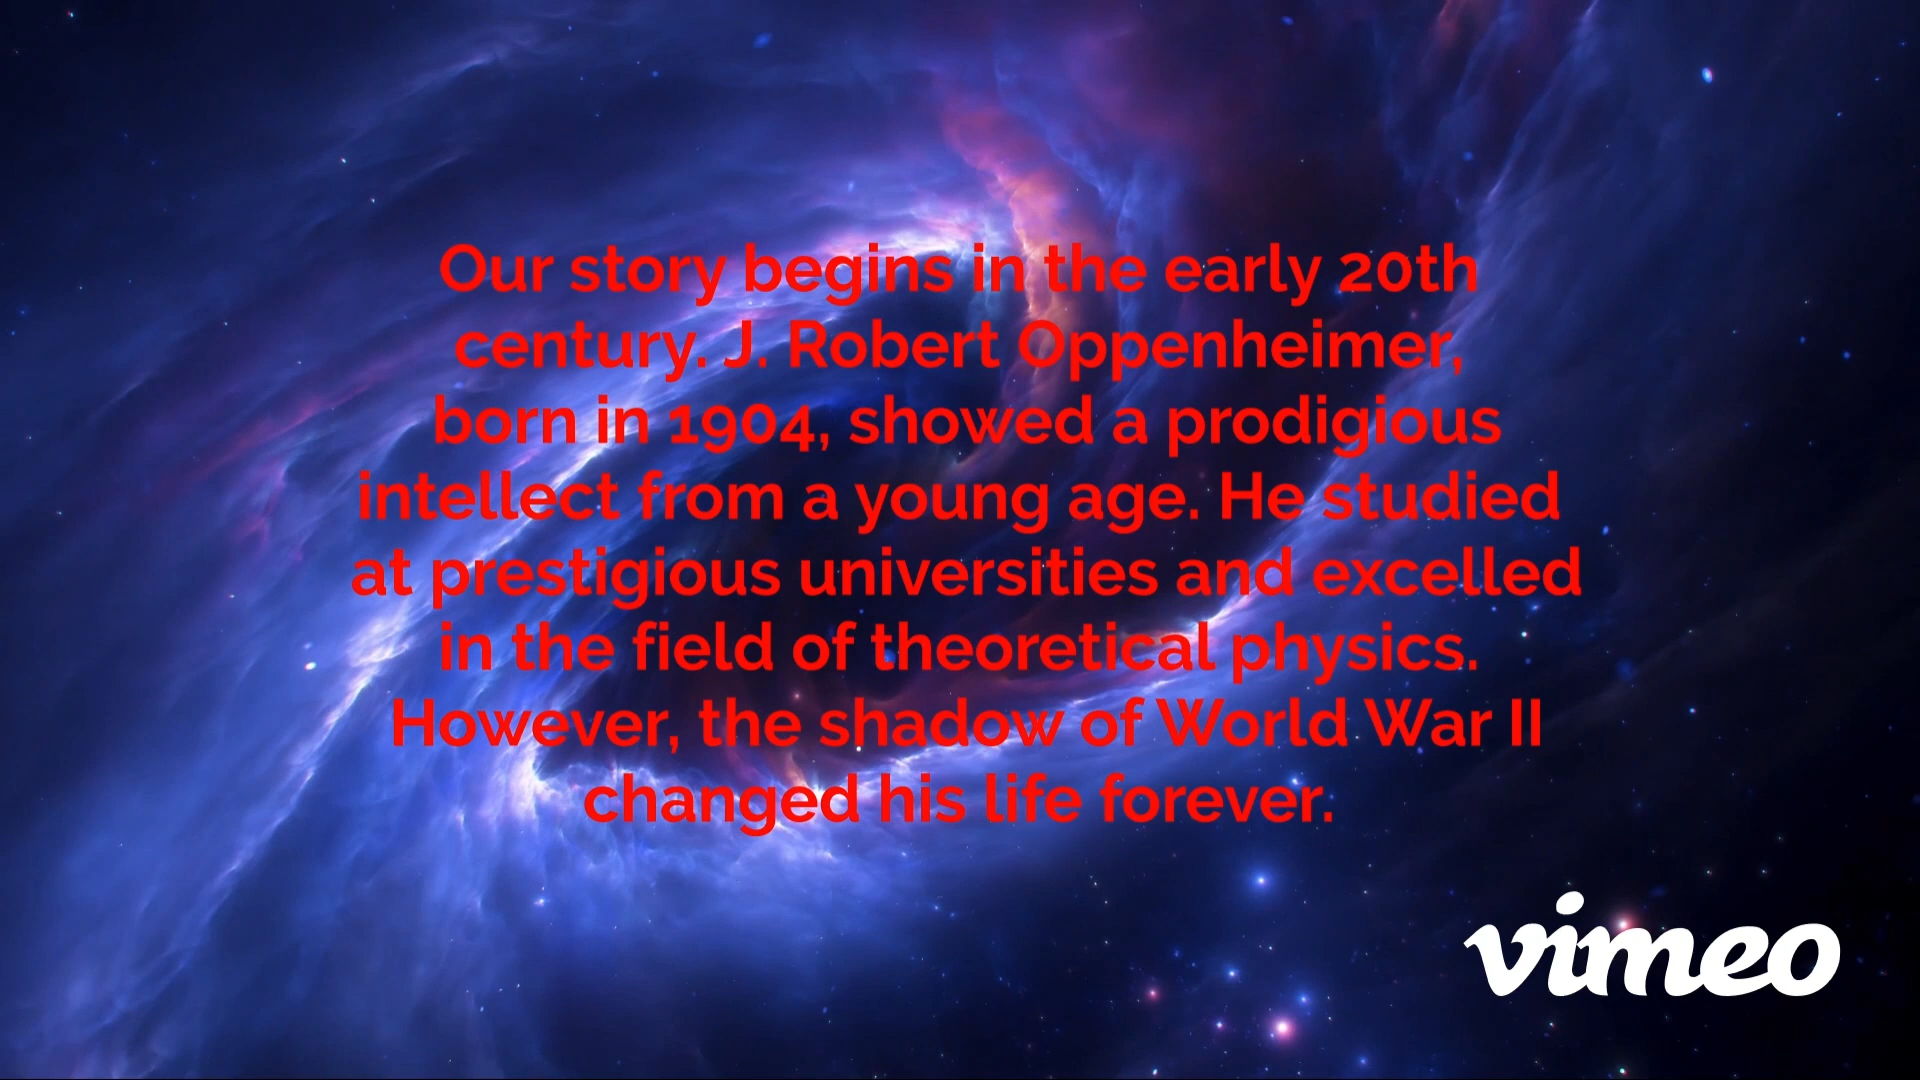 Our story begins in the early 20th
century. J. Robert Oppenheimer,
born in 1904, showed a prodigious
intellect from a young age. He studied
at prestigious universities and excelled
in the field of theoretical physics.
However, the shadow of World War II
changed his life forever.
vimeo